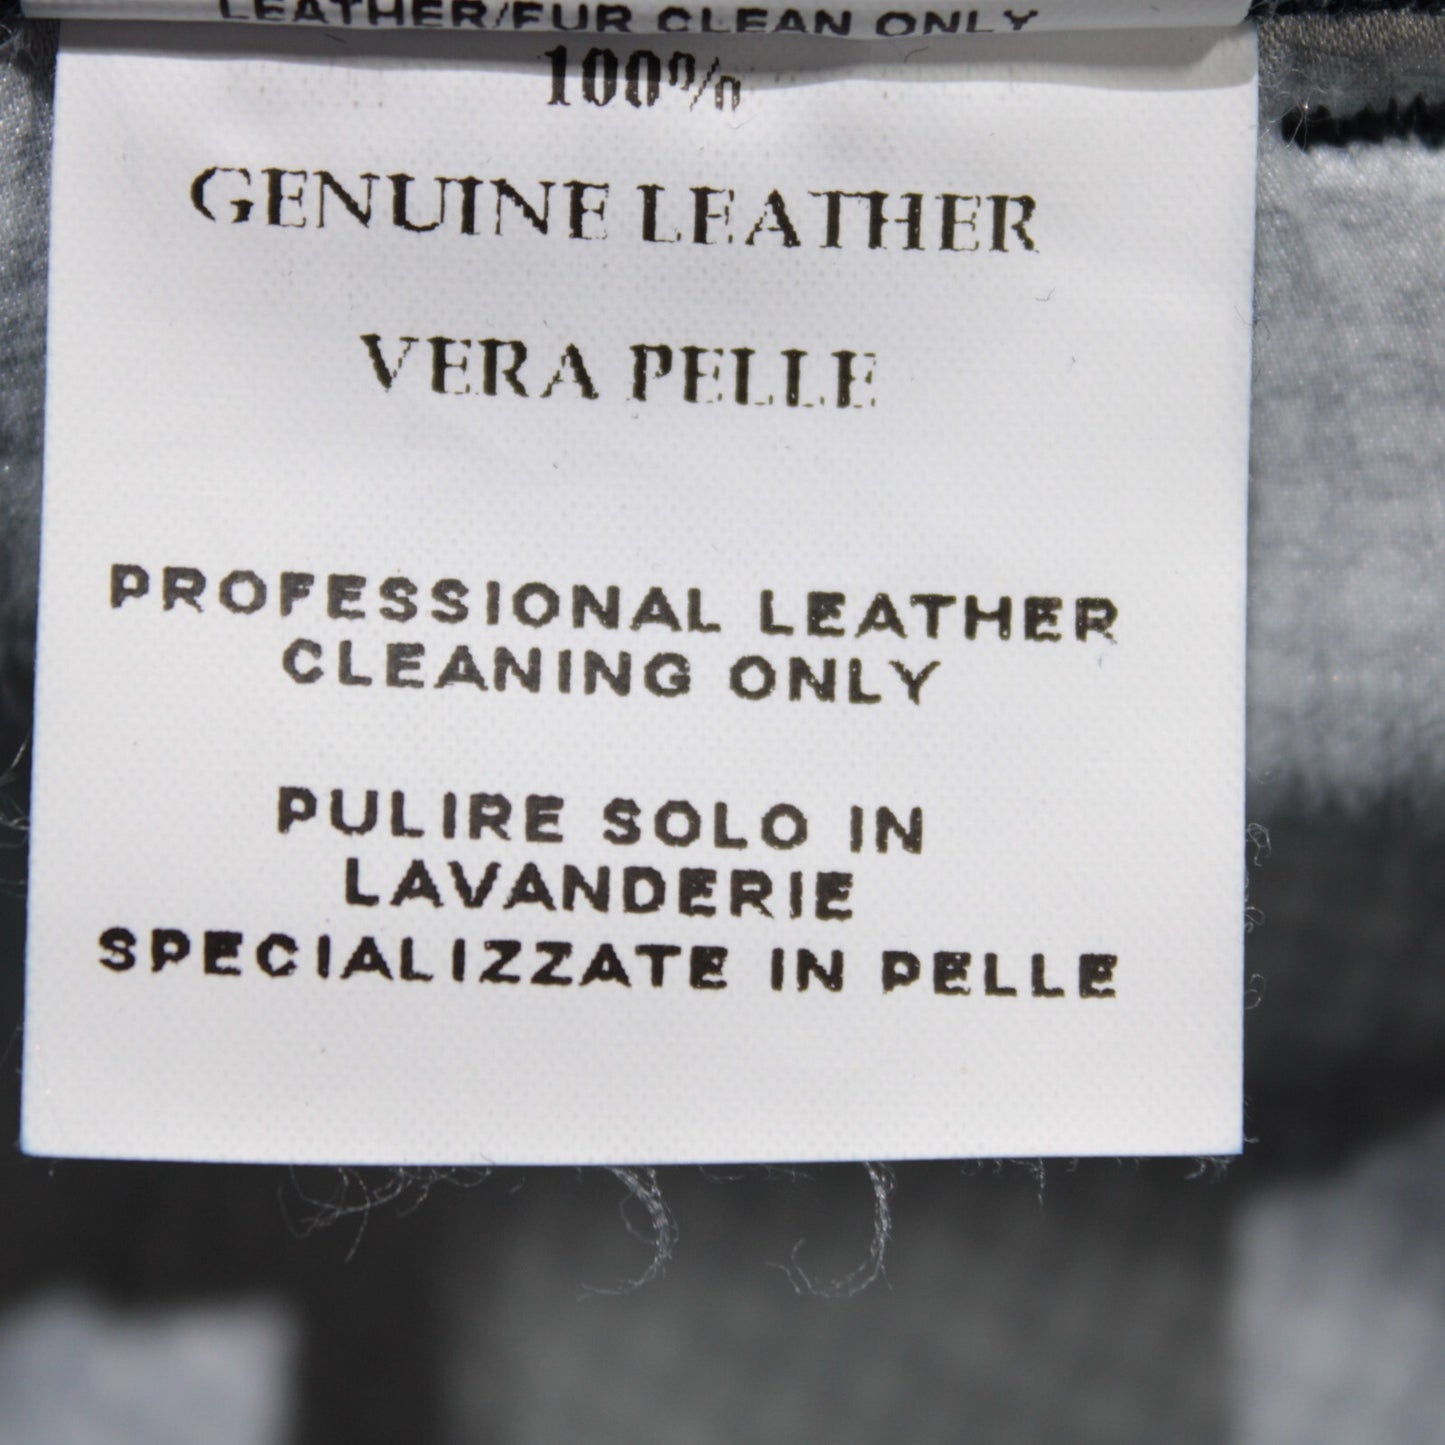 LEATHER/FUR CLEAN ONLY
100%
GENUINE LEATHER
VERA PELLE
PROFESSIONAL LEATHER
CLEANING ONLY
PULIRE SOLO IN
LAVANDERIE
SPECIALIZZATE IN PELLE